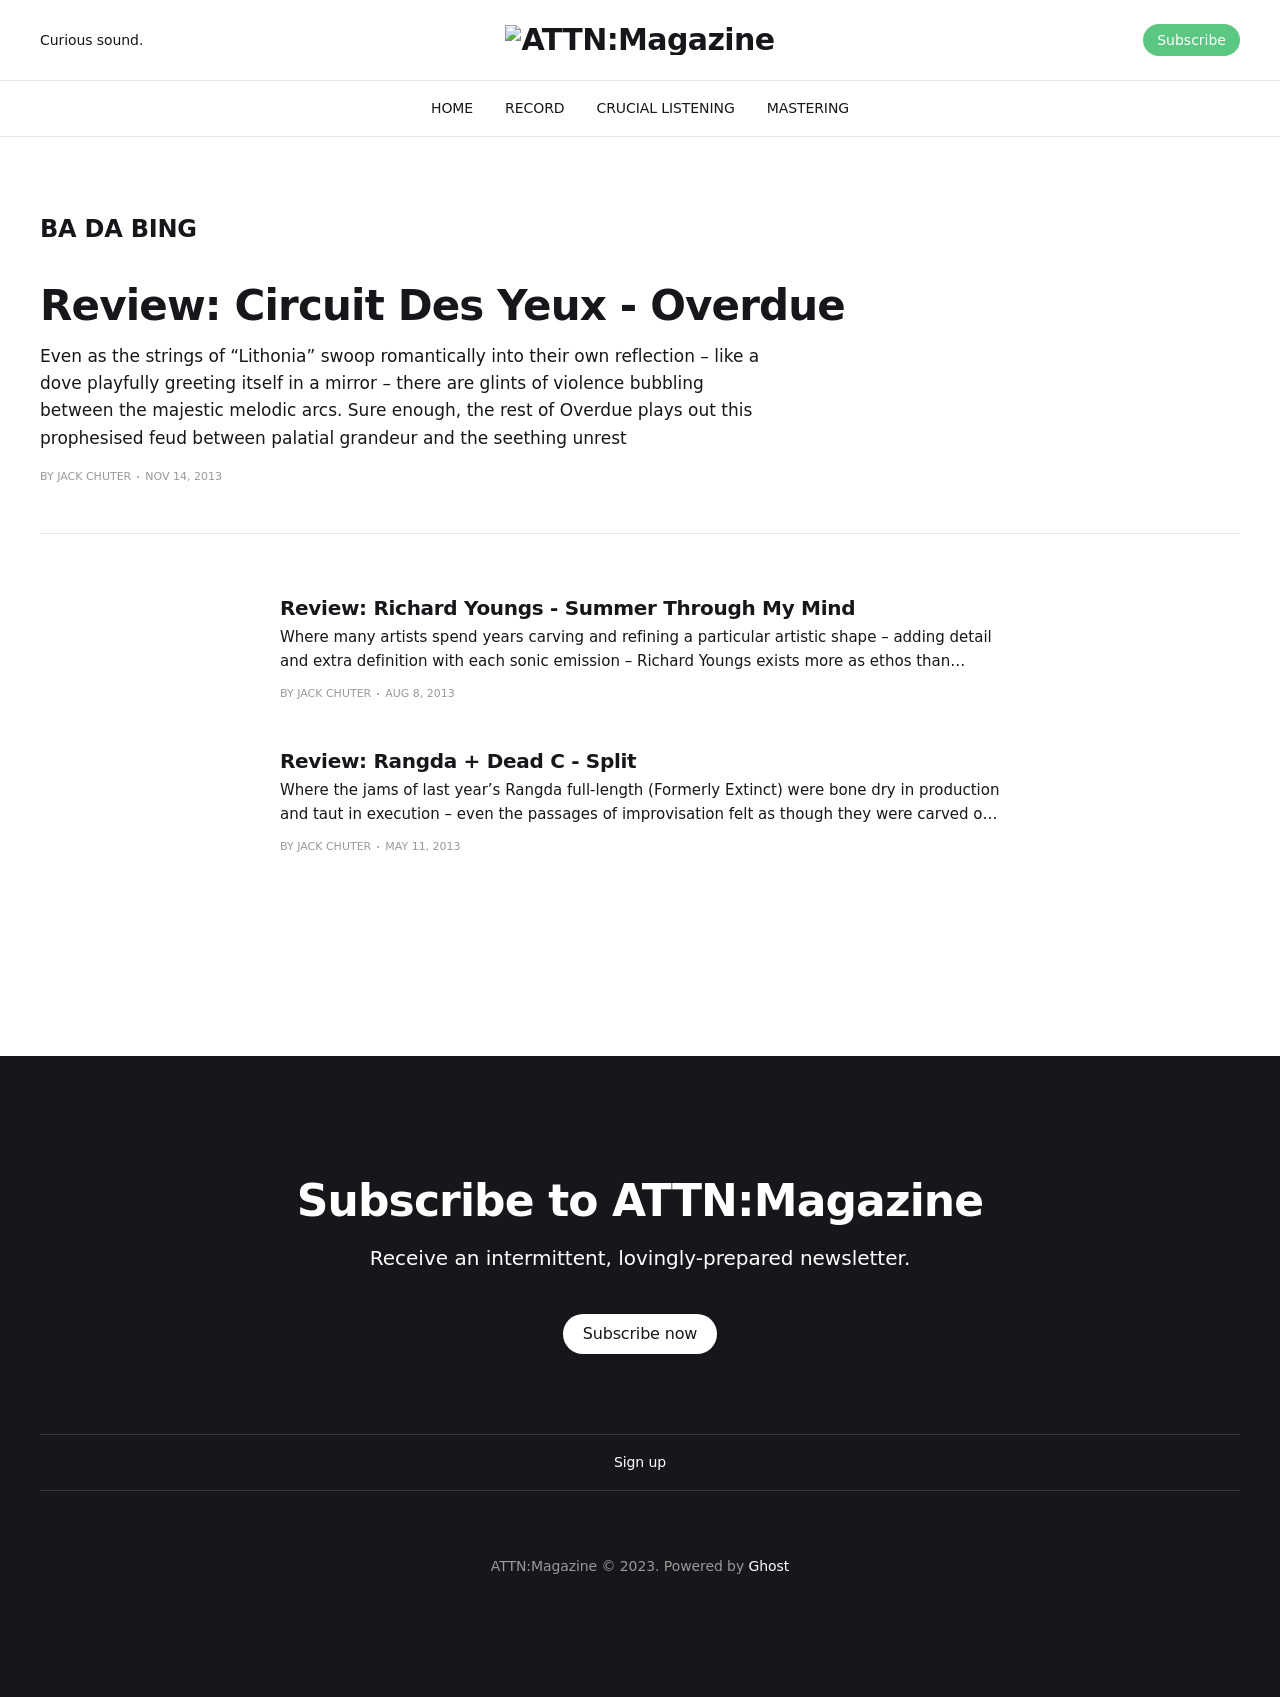 Curious sound.
ATTN:Magazine
Subscribe
HOME
RECORD
CRUCIAL LISTENING
MASTERING
BA DA BING
Review: Circuit Des Yeux - Overdue
Even as the strings of “Lithonia” swoop romantically into their own reflection – like a
dove playfully greeting itself in a mirror – there are glints of violence bubbling
between the majestic melodic arcs. Sure enough, the rest of Overdue plays out this
prophesised feud between palatial grandeur and the seething unrest
BY JACK CHUTER • NOV 14, 2013
Review: Richard Youngs - Summer Through My Mind
Where many artists spend years carving and refining a particular artistic shape – adding detail
and extra definition with each sonic emission – Richard Youngs exists more as ethos than…
BY JACK CHUTER • AUG 8, 2013
Review: Rangda + Dead C - Split
Where the jams of last year’s Rangda full-length (Formerly Extinct) were bone dry in production
and taut in execution – even the passages of improvisation felt as though they were carved o…
BY JACK CHUTER • MAY 11, 2013
Subscribe to ATTN:Magazine
Receive an intermittent, lovingly-prepared newsletter.
Subscribe now
Sign up
ATTN:Magazine © 2023. Powered by Ghost